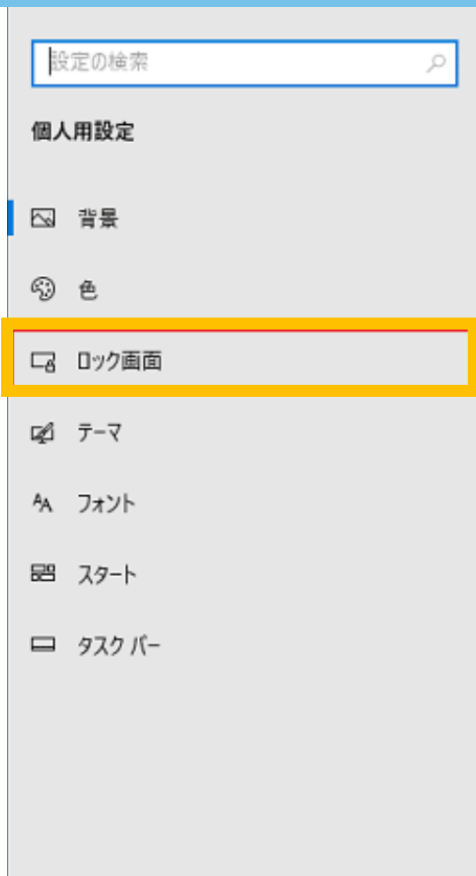 設定の検索
個人用設定
背景
色
ロック画面
テーマ
フォント
スタート
タスク バー